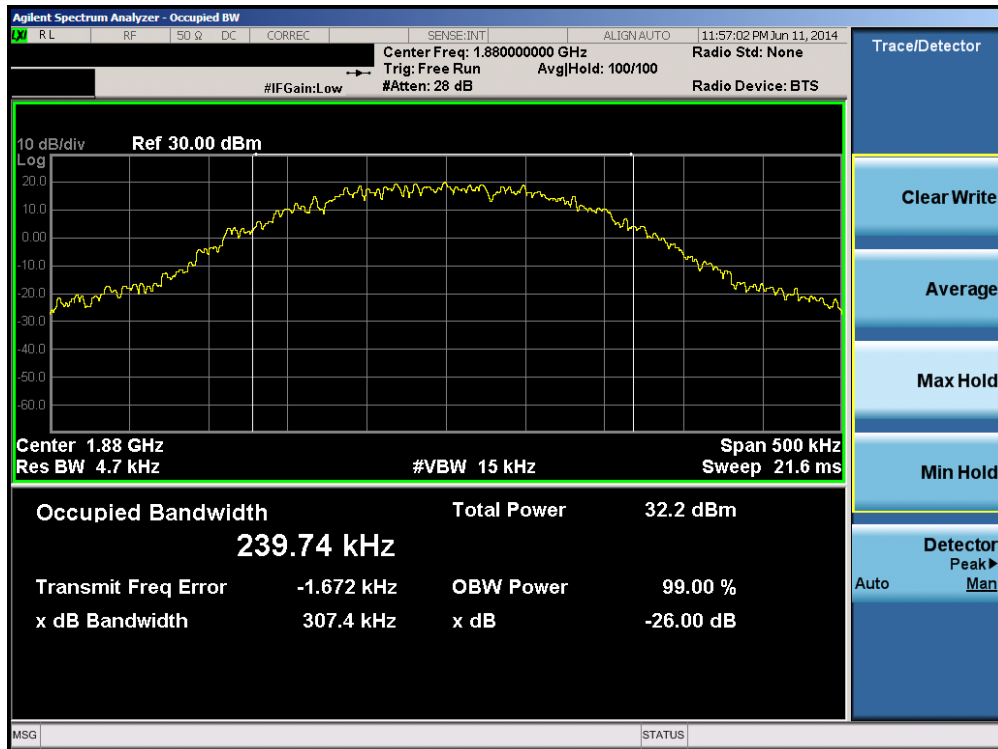 Agilent Spectrum Analyzer - Occupied BW
LXI RL RF 50 Ω DC CORREC SENSE:INT ALIGN AUTO 11:57:02 PM Jun 11, 2014
Center Freq: 1.880000000 GHz Radio Std: None
Trig: Free Run Avg|Hold: 100/100
#IFGain:Low #Atten: 28 dB Radio Device: BTS
10 dB/div Ref 30.00 dBm
Log
20.0
10.0
0.00
-10.0
-20.0
-30.0
-40.0
-50.0
-60.0
Center 1.88 GHz Span 500 kHz
Res BW 4.7 kHz #VBW 15 kHz Sweep 21.6 ms
Occupied Bandwidth Total Power 32.2 dBm
239.74 kHz
Transmit Freq Error -1.672 kHz OBW Power 99.00 %
x dB Bandwidth 307.4 kHz x dB -26.00 dB
MSG STATUS
Trace/Detector
Clear Write
Average
Max Hold
Min Hold
Detector
Peak▶
Auto Man